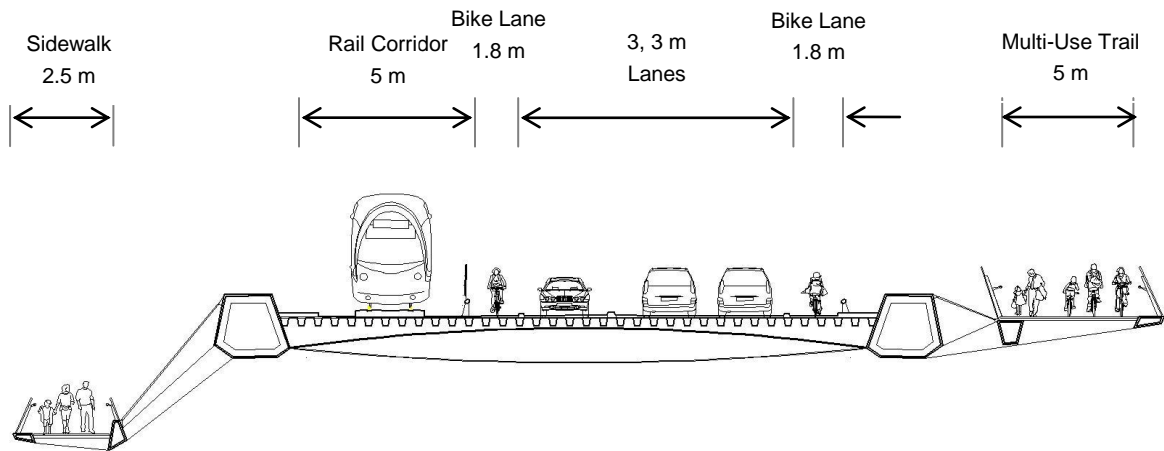 Sidewalk
2.5 m
Rail Corridor
5 m
Bike Lane
1.8 m
3, 3 m
Lanes
Bike Lane
1.8 m
Multi-Use Trail
5 m